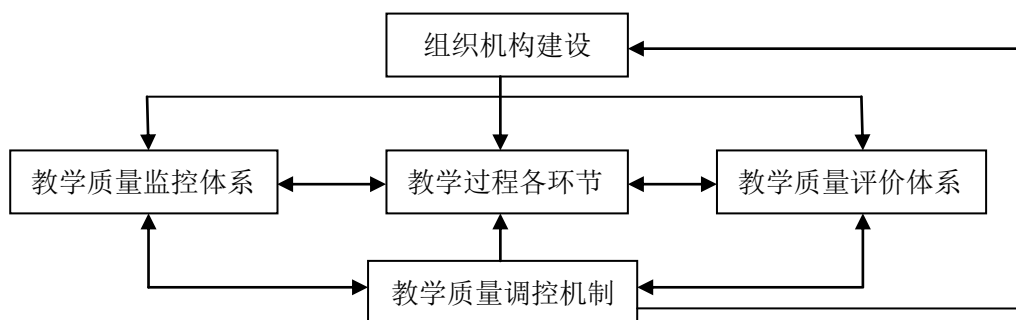 组织机构建设
教学质量监控体系
教学过程各环节
教学质量评价体系
教学质量调控机制